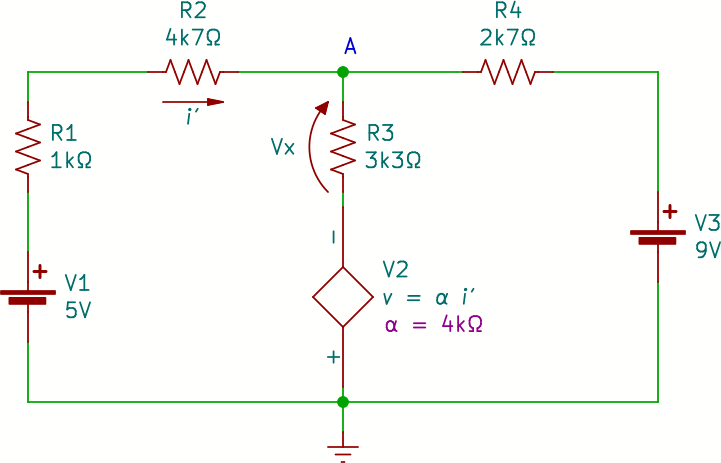 R2
4k7Ω
i′
A
R4
2k7Ω
R1
1kΩ
Vx
R3
3k3Ω
+
V3
9V
+
V1
5V
−
V2
v = α i′
α = 4kΩ
+